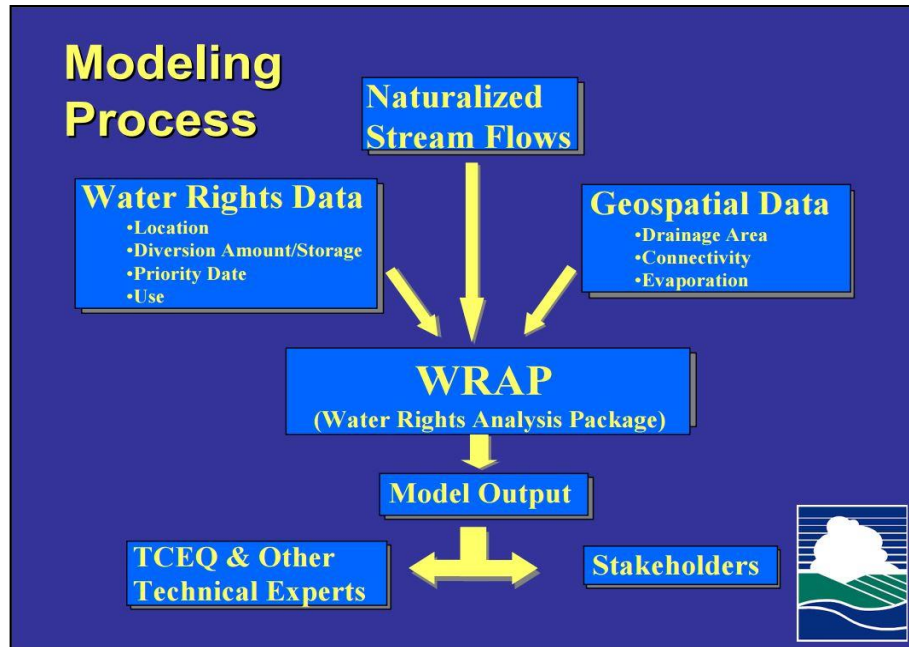 Modeling
Process
Naturalized
Stream Flows
Water Rights Data
•Location
•Diversion Amount/Storage
•Priority Date
•Use
Geospatial Data
•Drainage Area
•Connectivity
•Evaporation
WRAP
(Water Rights Analysis Package)
Model Output
TCEQ & Other
Technical Experts
Stakeholders